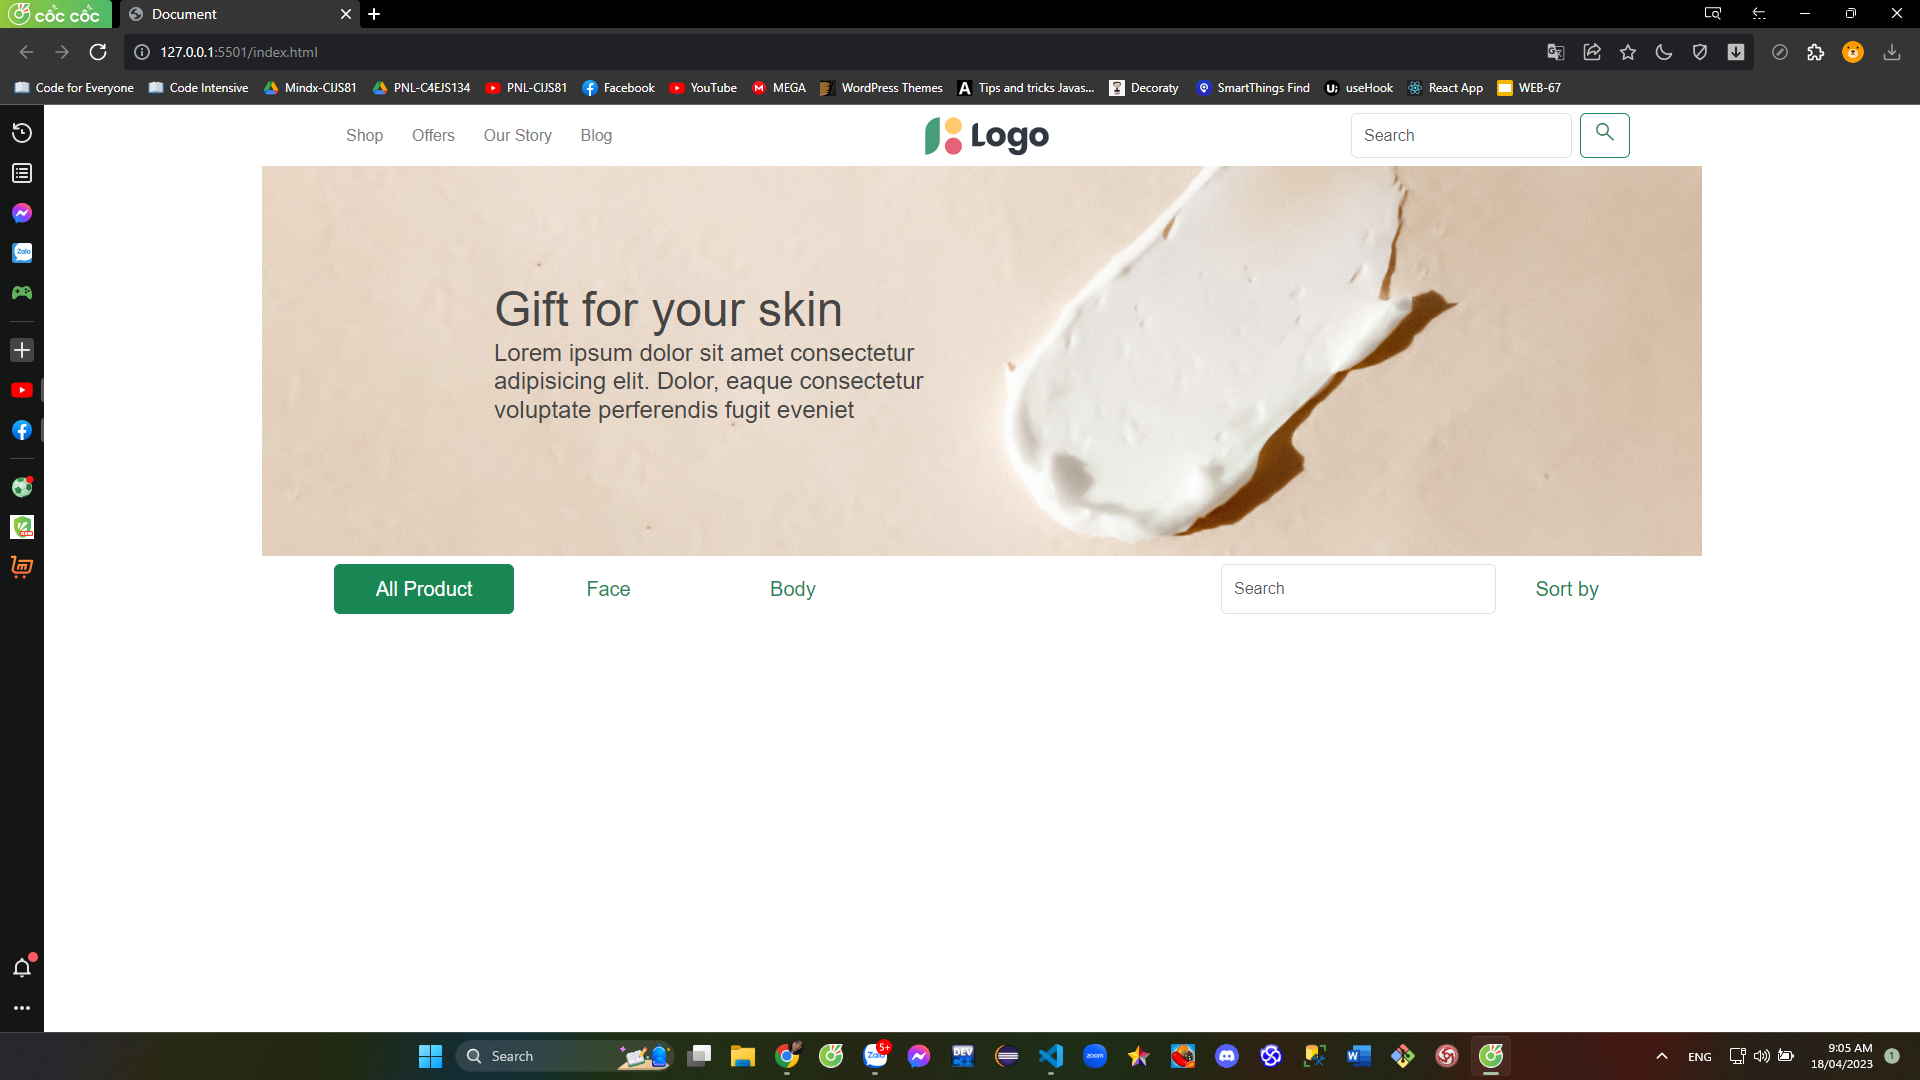 cốc cốc
Document
127.0.0.1:5501/index.html
Code for Everyone
Code Intensive
Mindx-CIJS81
PNL-C4EJS134
PNL-CIJS81
Facebook
YouTube
MEGA
WordPress Themes
Tips and tricks Javas...
Decoraty
SmartThings Find
useHook
React App
WEB-67
Shop
Offers
Our Story
Blog
Logo
Search
Gift for your skin
Lorem ipsum dolor sit amet consectetur
adipisicing elit. Dolor, eaque consectetur
voluptate perferendis fugit eveniet
All Product
Face
Body
Search
Sort by
Search
5+
ENG
9:05 AM
18/04/2023
1